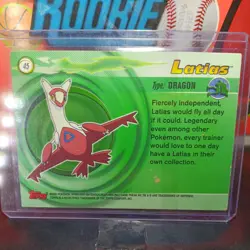 ROOKIE
45
Latias
Type: DRAGON
Fiercely independent,
Latias would fly all day
if it could. Legendary
even among other
Pokemon, every trainer
would love to one day have
a Latias in their
own collection.